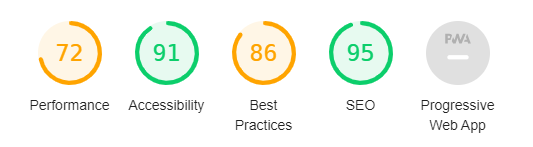 72 91 86 95 PWA
Performance Accessibility Best Practices SEO Progressive Web App